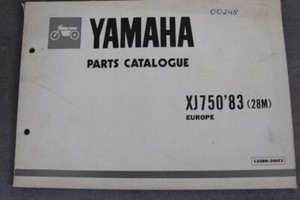 00248
YAMAHA
PARTS CATALOGUE
XJ750'83 (28M)
EUROPE